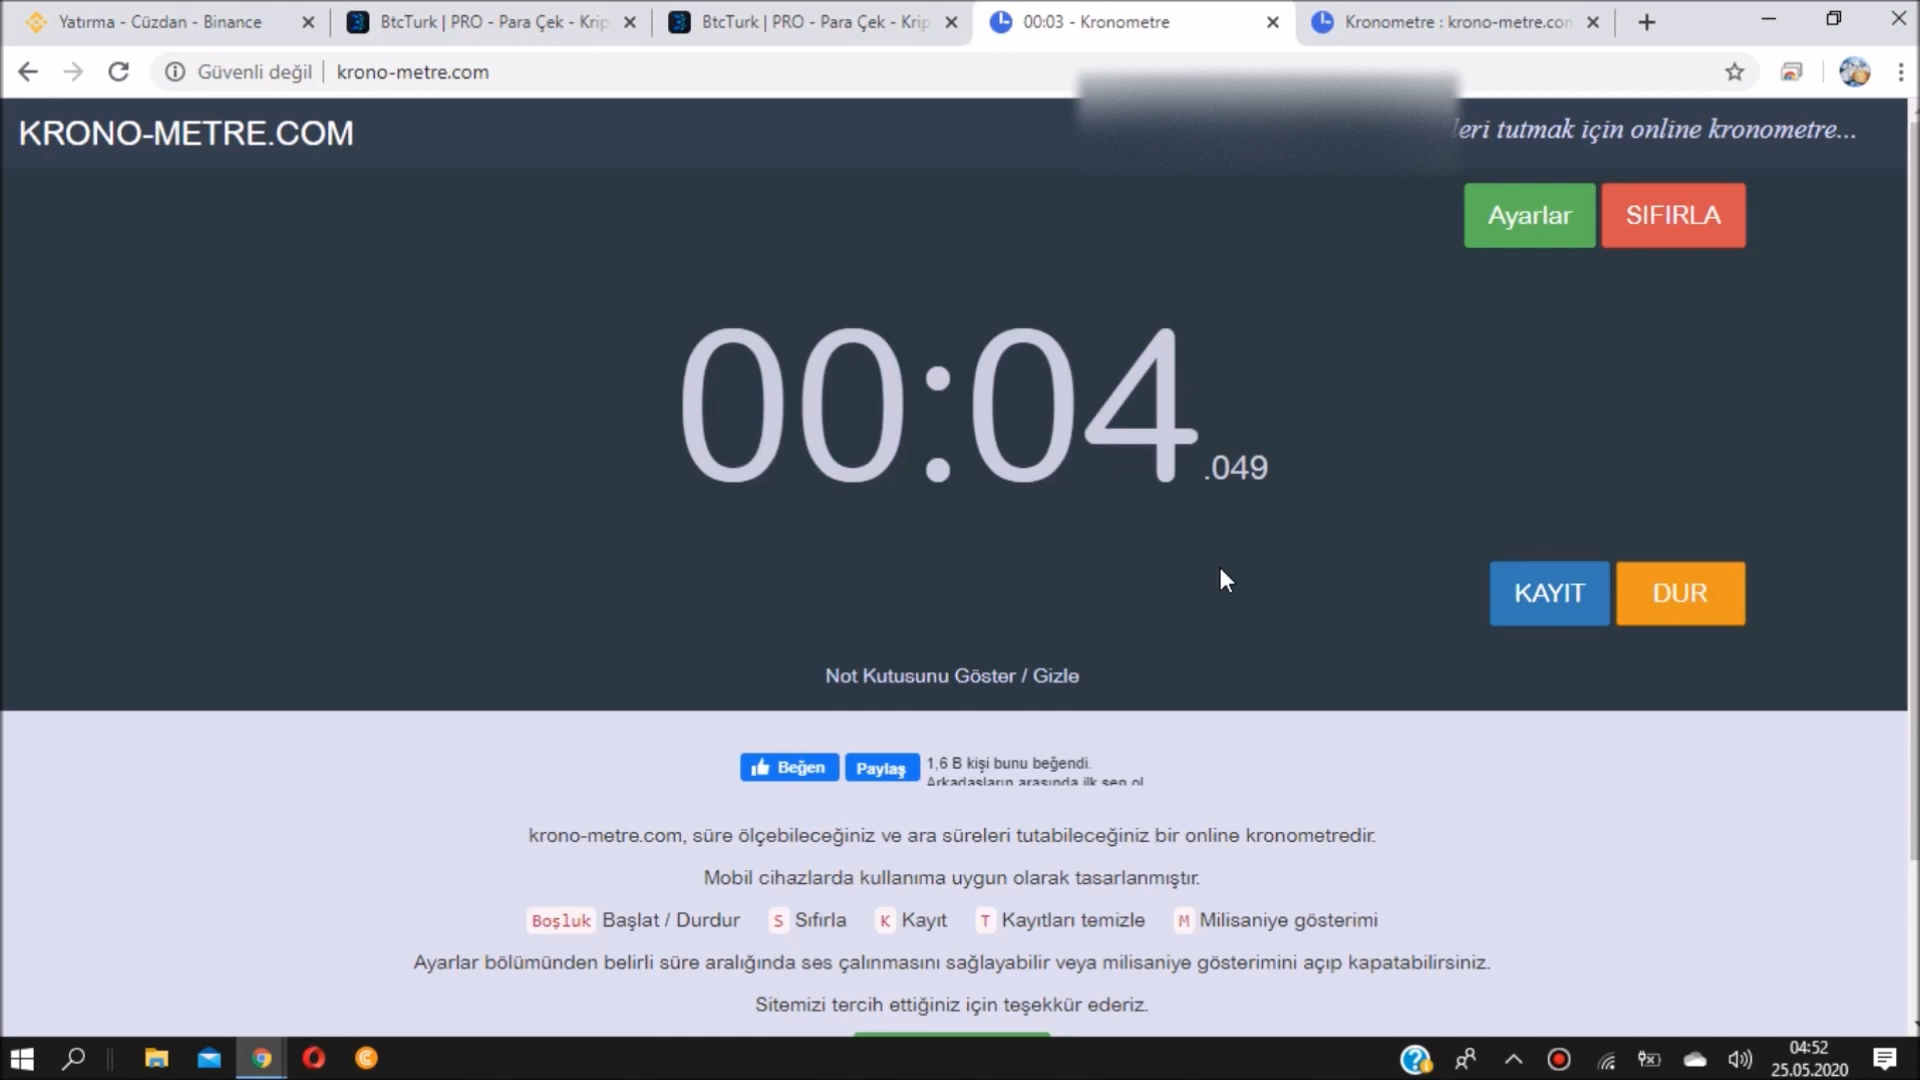 Yatırma - Cüzdan - Binance
BtcTurk | PRO - Para Çek - Krip
BtcTurk | PRO - Para Çek - Krip
00:03 - Kronometre
Kronometre : krono-metre.com
Güvenli değil
krono-metre.com
KRONO-METRE.COM
leri tutmak için online kronometre...
Ayarlar
SIFIRLA
00:04.049
KAYIT
DUR
Not Kutusunu Göster / Gizle
Beğen
Paylaş
1,6 B kişi bunu beğendi.
Arkadaşların arasında ilk sen ol
krono-metre.com, süre ölçebileceğiniz ve ara süreleri tutabileceğiniz bir online kronometredir.
Mobil cihazlarda kullanıma uygun olarak tasarlanmıştır.
Boşluk Başlat / Durdur S Sıfırla K Kayıt T Kayıtları temizle M Milisaniye gösterimi
Ayarlar bölümünden belirli süre aralığında ses çalınmasını sağlayabilir veya milisaniye gösterimini açıp kapatabilirsiniz.
Sitemizi tercih ettiğiniz için teşekkür ederiz.
04:52
25.05.2020